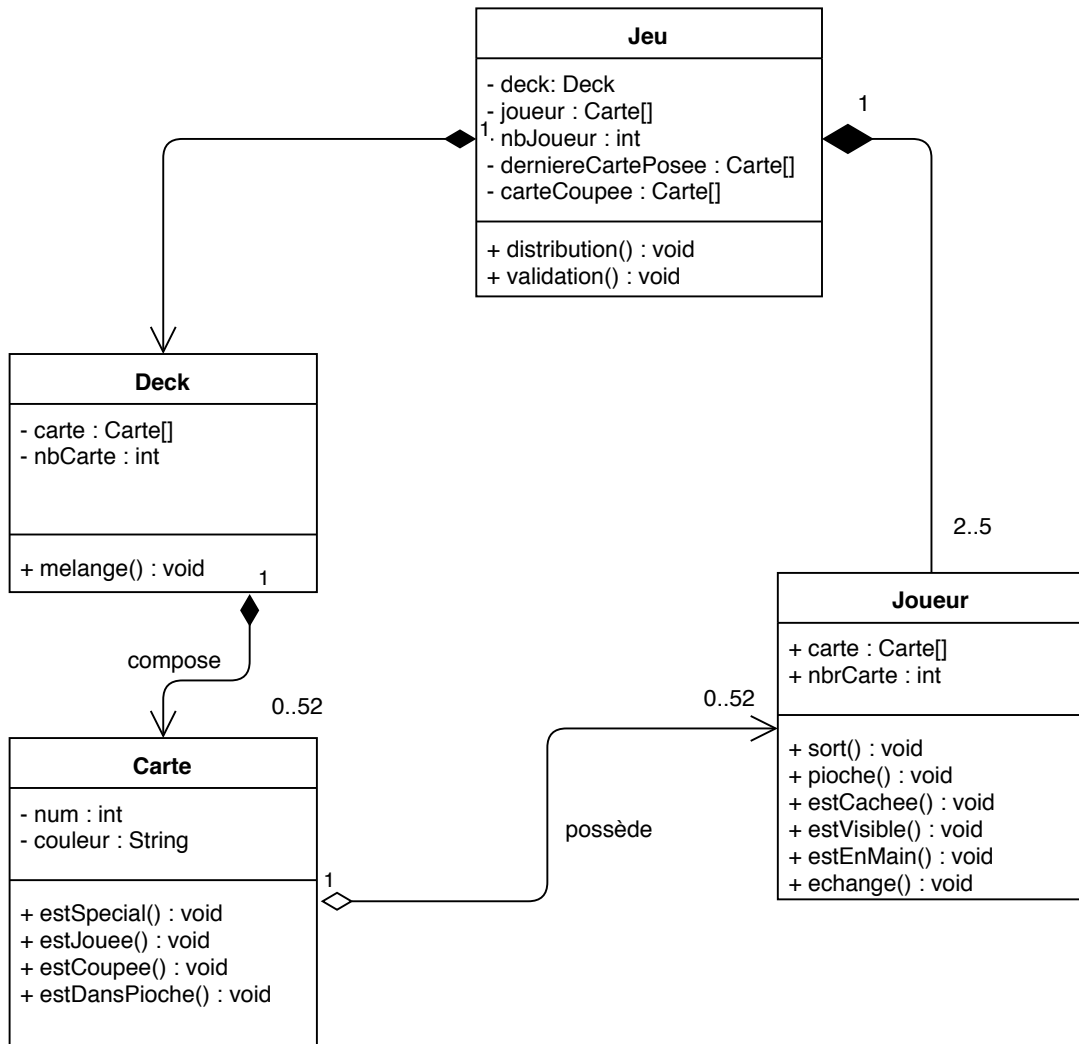 Jeu
- deck: Deck
- joueur : Carte[]
- nbJoueur : int
- derniereCartePosee : Carte[]
- carteCoupee : Carte[]
+ distribution() : void
+ validation() : void
1
1
Deck
- carte : Carte[]
- nbCarte : int
+ melange() : void
1
compose
0..52
2..5
Joueur
+ carte : Carte[]
+ nbrCarte : int
+ sort() : void
+ pioche() : void
+ estCachee() : void
+ estVisible() : void
+ estEnMain() : void
+ echange() : void
0..52
possède
1
Carte
- num : int
- couleur : String
+ estSpecial() : void
+ estJouee() : void
+ estCoupee() : void
+ estDansPioche() : void